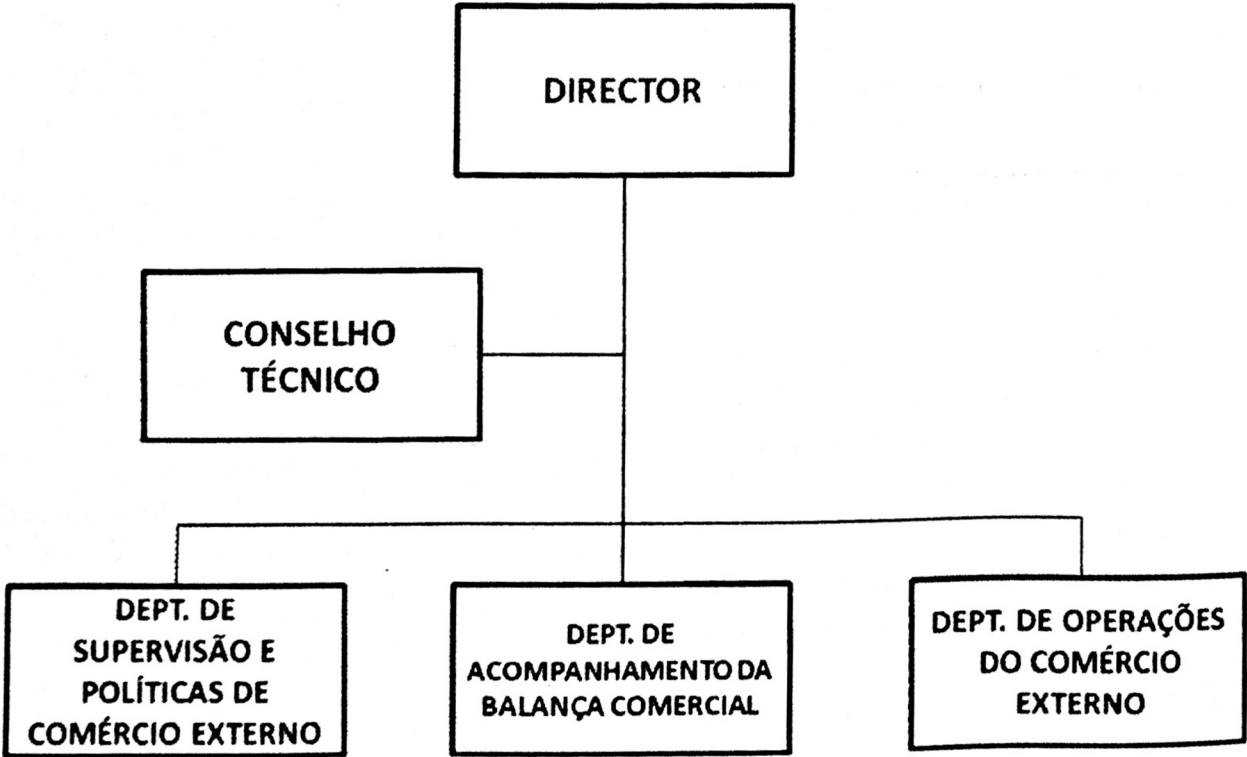 DIRECTOR
CONSELHO
TÉCNICO
DEPT. DE
SUPERVISÃO E
POLÍTICAS DE
COMÉRCIO EXTERNO
DEPT. DE
ACOMPANHAMENTO DA
BALANÇA COMERCIAL
DEPT. DE OPERAÇÕES
DO COMÉRCIO
EXTERNO